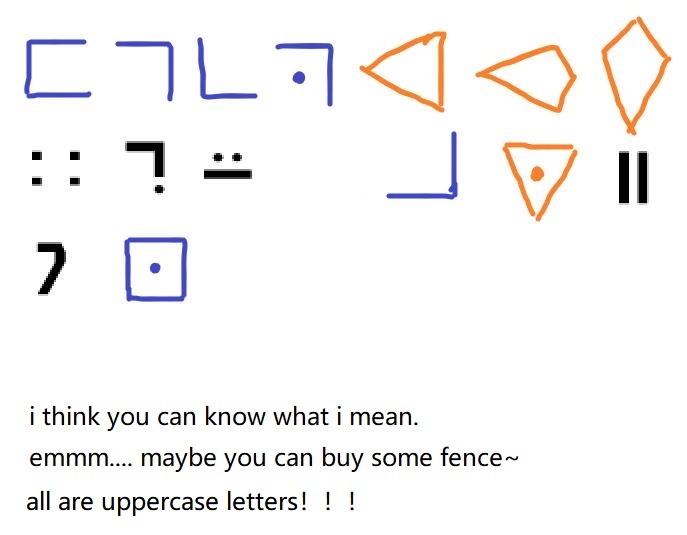 i think you can know what i mean.
emmm.... maybe you can buy some fence~
all are uppercase letters！！！